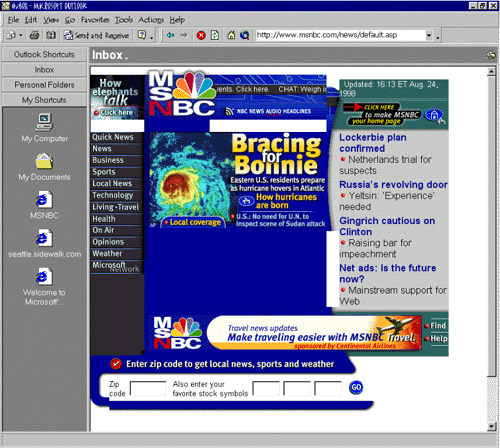 Inbox - Microsoft Outlook
File Edit View Go Favorites Tools Actions Help
Send and Receive
http://www.msnbc.com/news/default.asp
Outlook Shortcuts
Inbox
Personal Folders
My Shortcuts
My Computer
My Documents
MSNBC
seattle.sidewalk.com
Welcome to
Microsoft'...
Inbox .
How
elephants
talk
Click here
MSNBC
ents. Click here. CHAT: Weigh i
NBC NEWS AUDIO HEADLINES
Quick News
News
Business
Sports
Local News
Technology
Living -Travel
Health
On Air
Opinions
Weather
Microsoft
Network
Bracing
for
Bonnie
Eastern U.S. residents prepare
as hurricane hovers in Atlantic
How hurricanes
are born
U.S.: No need for U.N. to
inspect scene of Sudan attack
AP
Local coverage
Updated: 16:13 ET Aug. 24,
1998
CLICK HERE
to make MSNBC
your home page
Lockerbie plan
confirmed
Netherlands trial for
suspects
Russia's revolving door
Yeltsin: 'Experience'
needed
Gingrich cautious on
Clinton
Raising bar for
impeachment
Net ads: Is the future
now?
Mainstream support for
Web
MSNBC
Travel news updates
Make traveling easier with MSNBC Travel.
sponsored by Continental Airlines
Find
Help
Enter zip code to get local news, sports and weather
Zip
code
Also enter your
favorite stock symbols
GO